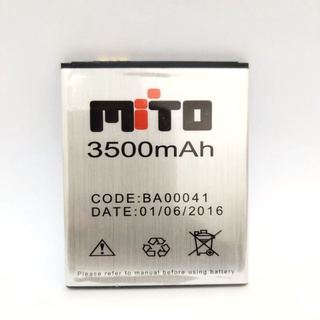 MiTO
3500mAh
CODE:BA00041
DATE:01/06/2016
Please refer to manual before using battery